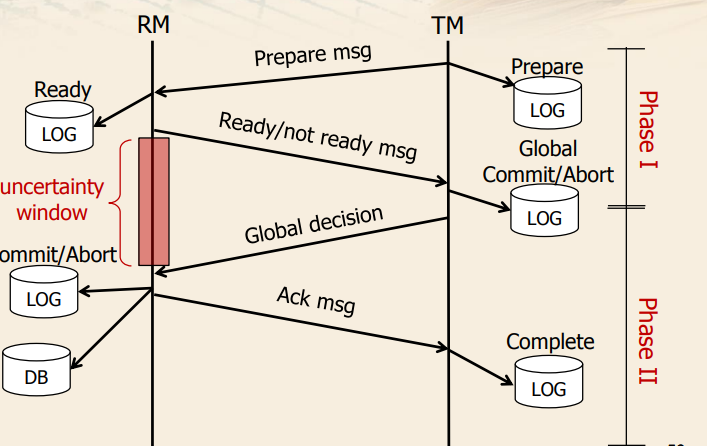 RM
TM
Prepare msg
Ready
LOG
Prepare
LOG
Phase I
Ready/not ready msg
Global
Commit/Abort
LOG
uncertainty
window
Global decision
ommit/Abort
LOG
Ack msg
DB
Complete
LOG
Phase II